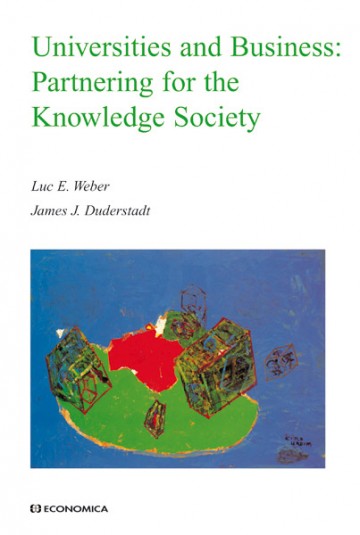 Universities and Business:
Partnering for the
Knowledge Society
Luc E. Weber
James J. Duderstadt
ECONOMICA